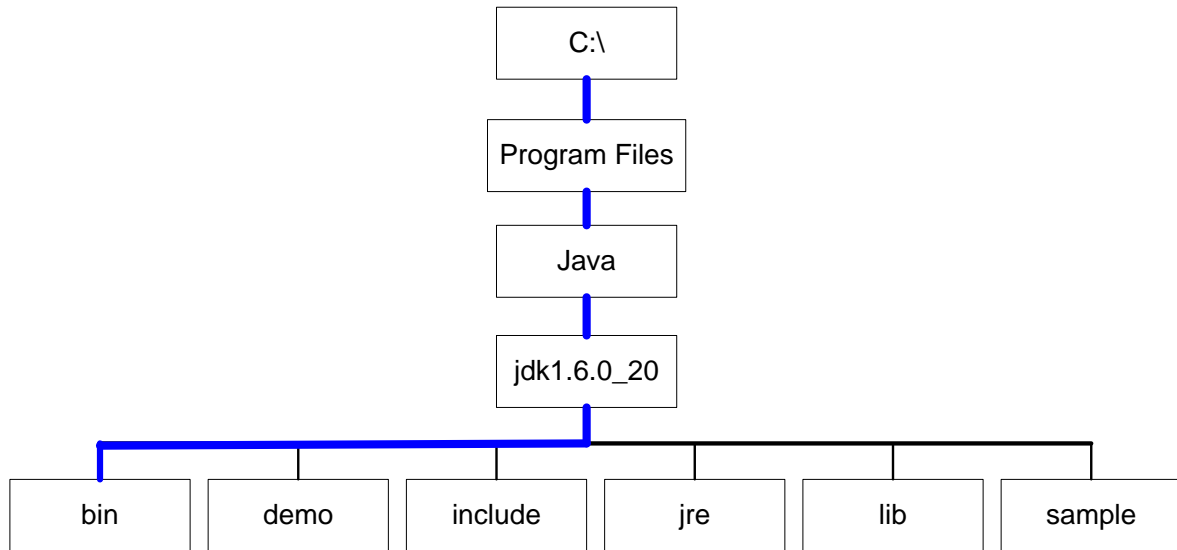 C:\
Program Files
Java
jdk1.6.0_20
bin demo include jre lib sample